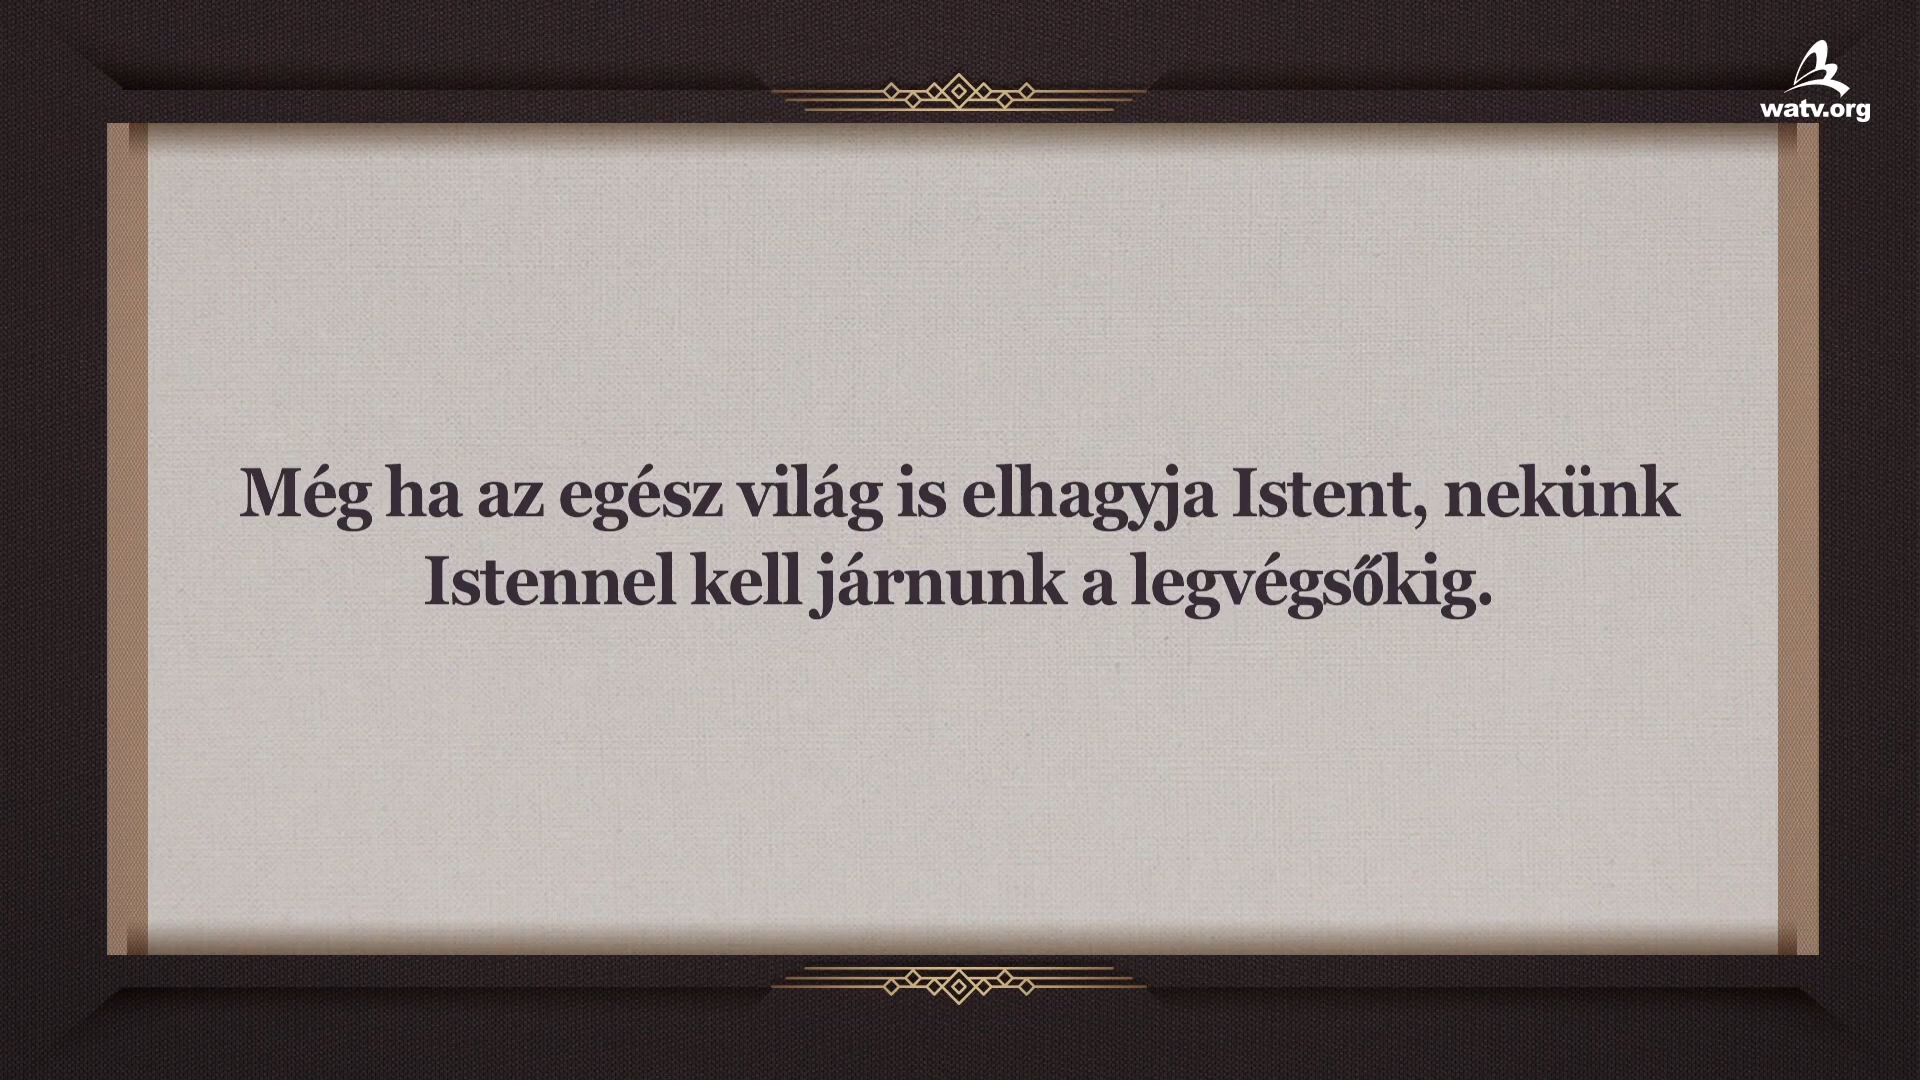 watv.org
Még ha az egész világ is elhagyja Istent, nekünk
Istennel kell járnunk a legvégsőkig.